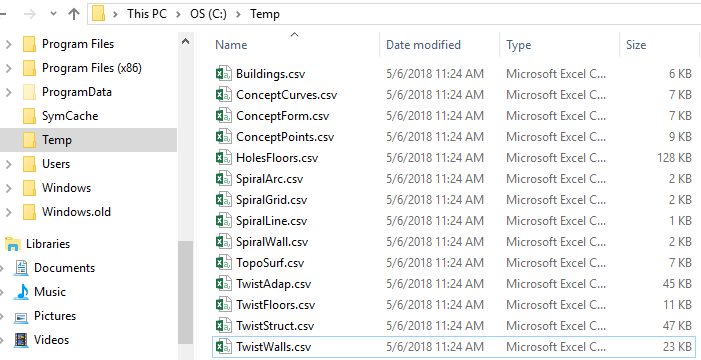 This PC > OS (C:) > Temp
Program Files
Program Files (x86)
ProgramData
SymCache
Temp
Users
Windows
Windows.old
Libraries
Documents
Music
Pictures
Videos
Name Date modified Type Size
Buildings.csv 5/6/2018 11:24 AM Microsoft Excel C... 6 KB
ConceptCurves.csv 5/6/2018 11:24 AM Microsoft Excel C... 7 KB
ConceptForm.csv 5/6/2018 11:24 AM Microsoft Excel C... 7 KB
ConceptPoints.csv 5/6/2018 11:24 AM Microsoft Excel C... 9 KB
HolesFloors.csv 5/6/2018 11:24 AM Microsoft Excel C... 128 KB
SpiralArc.csv 5/6/2018 11:24 AM Microsoft Excel C... 2 KB
SpiralGrid.csv 5/6/2018 11:24 AM Microsoft Excel C... 2 KB
SpiralLine.csv 5/6/2018 11:24 AM Microsoft Excel C... 1 KB
SpiralWall.csv 5/6/2018 11:24 AM Microsoft Excel C... 2 KB
TopoSurf.csv 5/6/2018 11:24 AM Microsoft Excel C... 7 KB
TwistAdap.csv 5/6/2018 11:24 AM Microsoft Excel C... 45 KB
TwistFloors.csv 5/6/2018 11:24 AM Microsoft Excel C... 11 KB
TwistStruct.csv 5/6/2018 11:24 AM Microsoft Excel C... 47 KB
TwistWalls.csv 5/6/2018 11:24 AM Microsoft Excel C... 23 KB